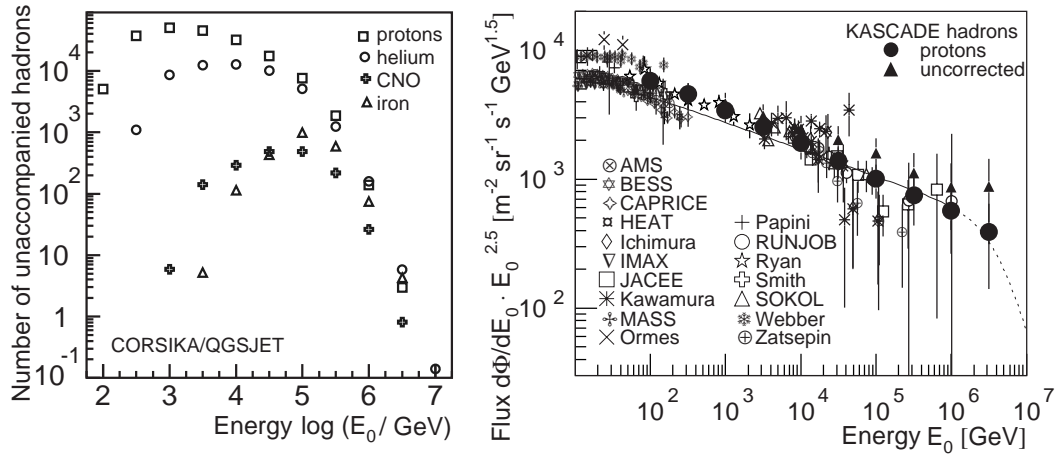 Number of unaccompanied hadrons
10^4
10^3
10^2
10
1
10^-1
protons
helium
CNO
iron
CORSIKA/QGSJET
2 3 4 5 6 7
Energy log (E_0/ GeV)
Flux dΦ/dE_0 · E_0^2.5 [m^-2 sr^-1 s^-1 GeV^1.5]
10^4
10^3
10^2
KASCADE hadrons
protons
uncorrected
AMS
BESS
CAPRICE
HEAT
Ichimura
IMAX
JACEE
Kawamura
MASS
Ormes
Papini
RUNJOB
Ryan
Smith
SOKOL
Webber
Zatsepin
10^2 10^3 10^4 10^5 10^6 10^7
Energy E_0 [GeV]